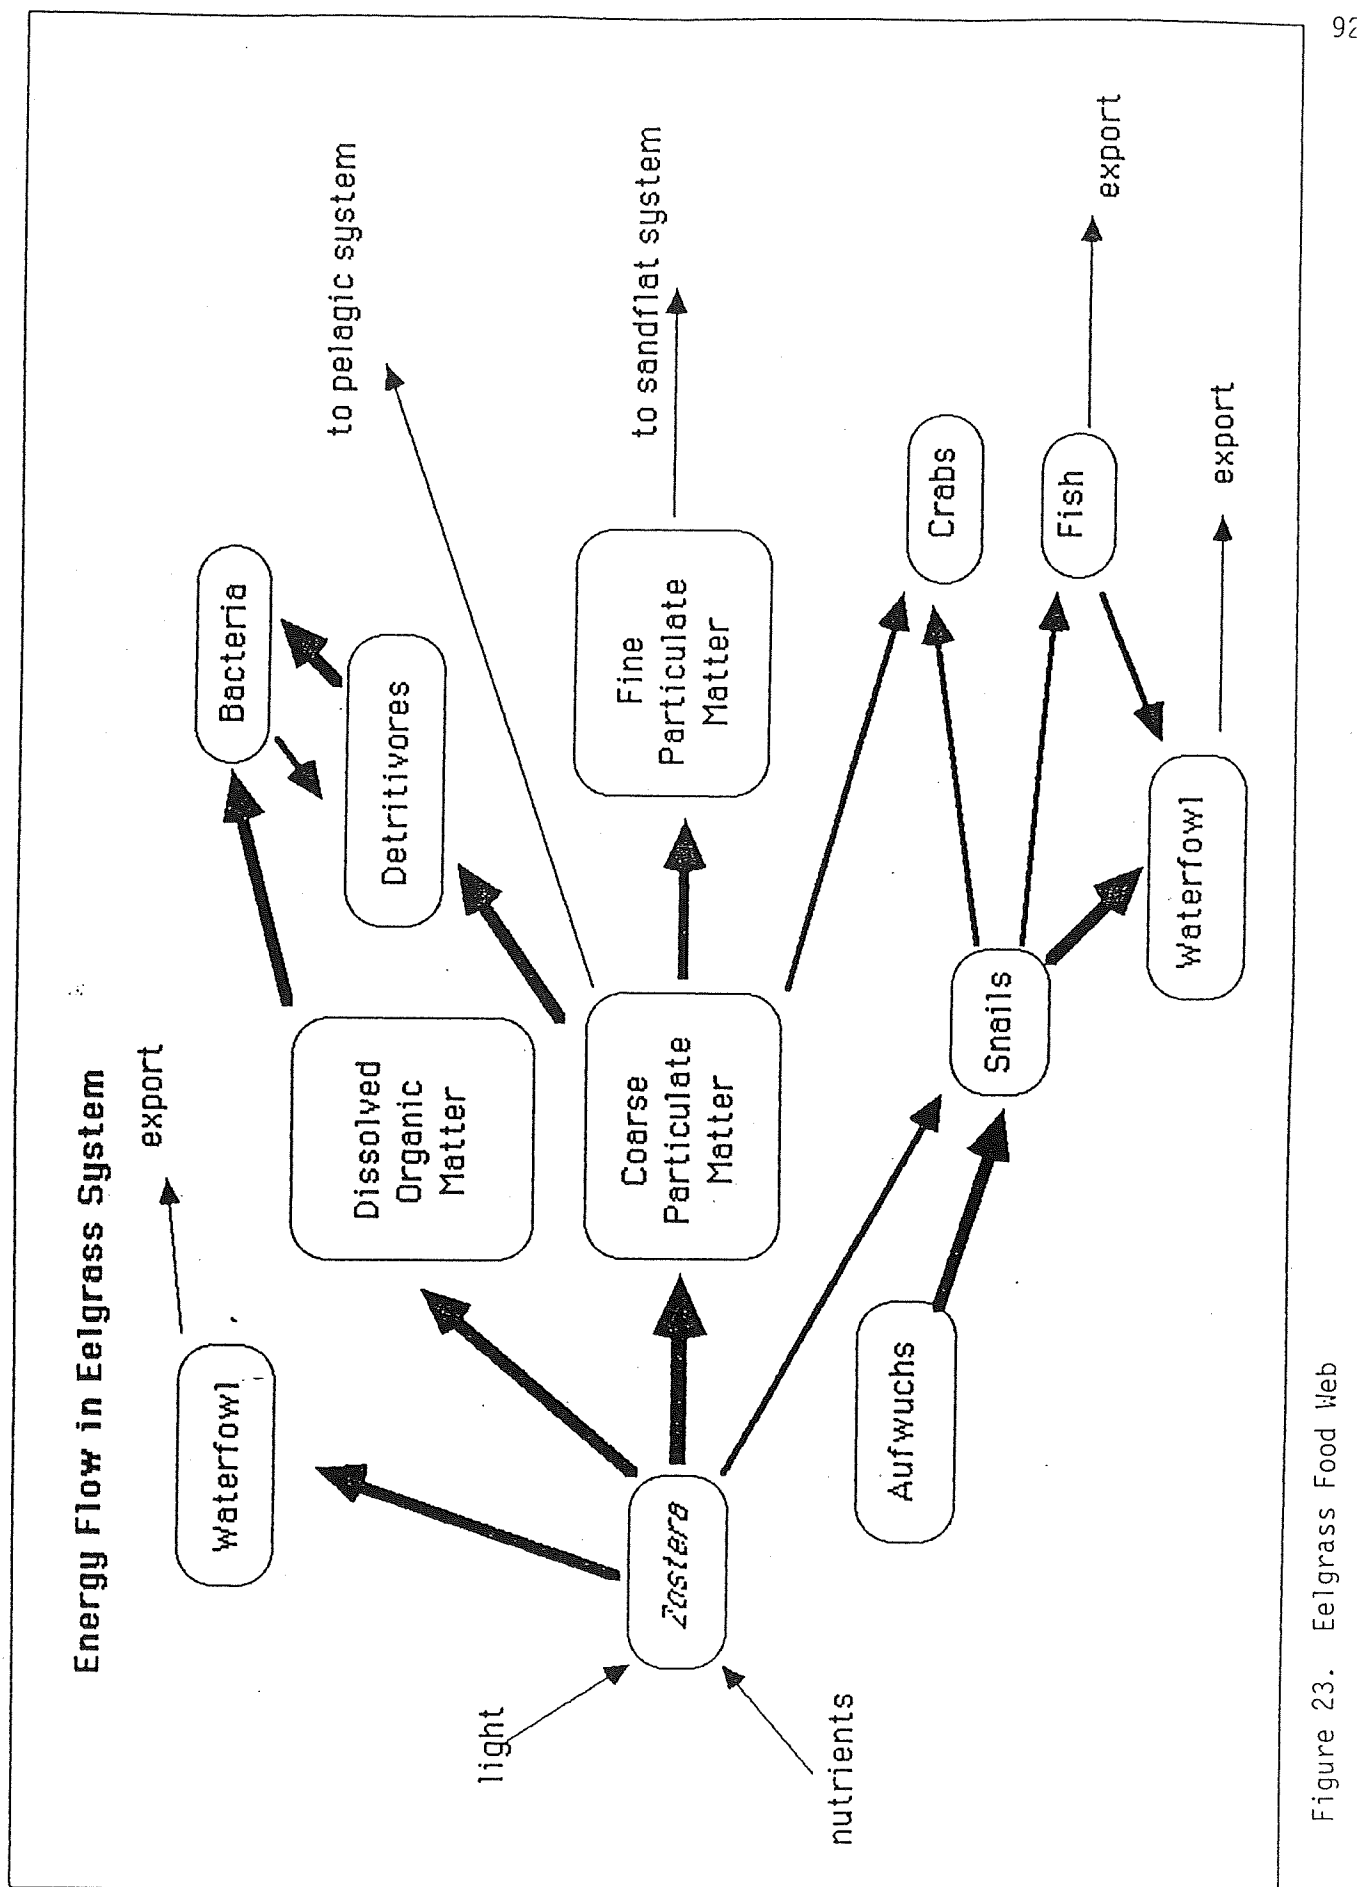 92
Energy Flow in Eelgrass System
export
Waterfowl
Bacteria
to pelagic system
Detritivores
Dissolved
Organic
Matter
light
Zostera
Coarse
Particulate
Matter
Fine
Particulate
Matter
to sandflat system
nutrients
Aufwuchs
Snails
Crabs
Fish
export
Waterfowl
export
Figure 23. Eelgrass Food Web